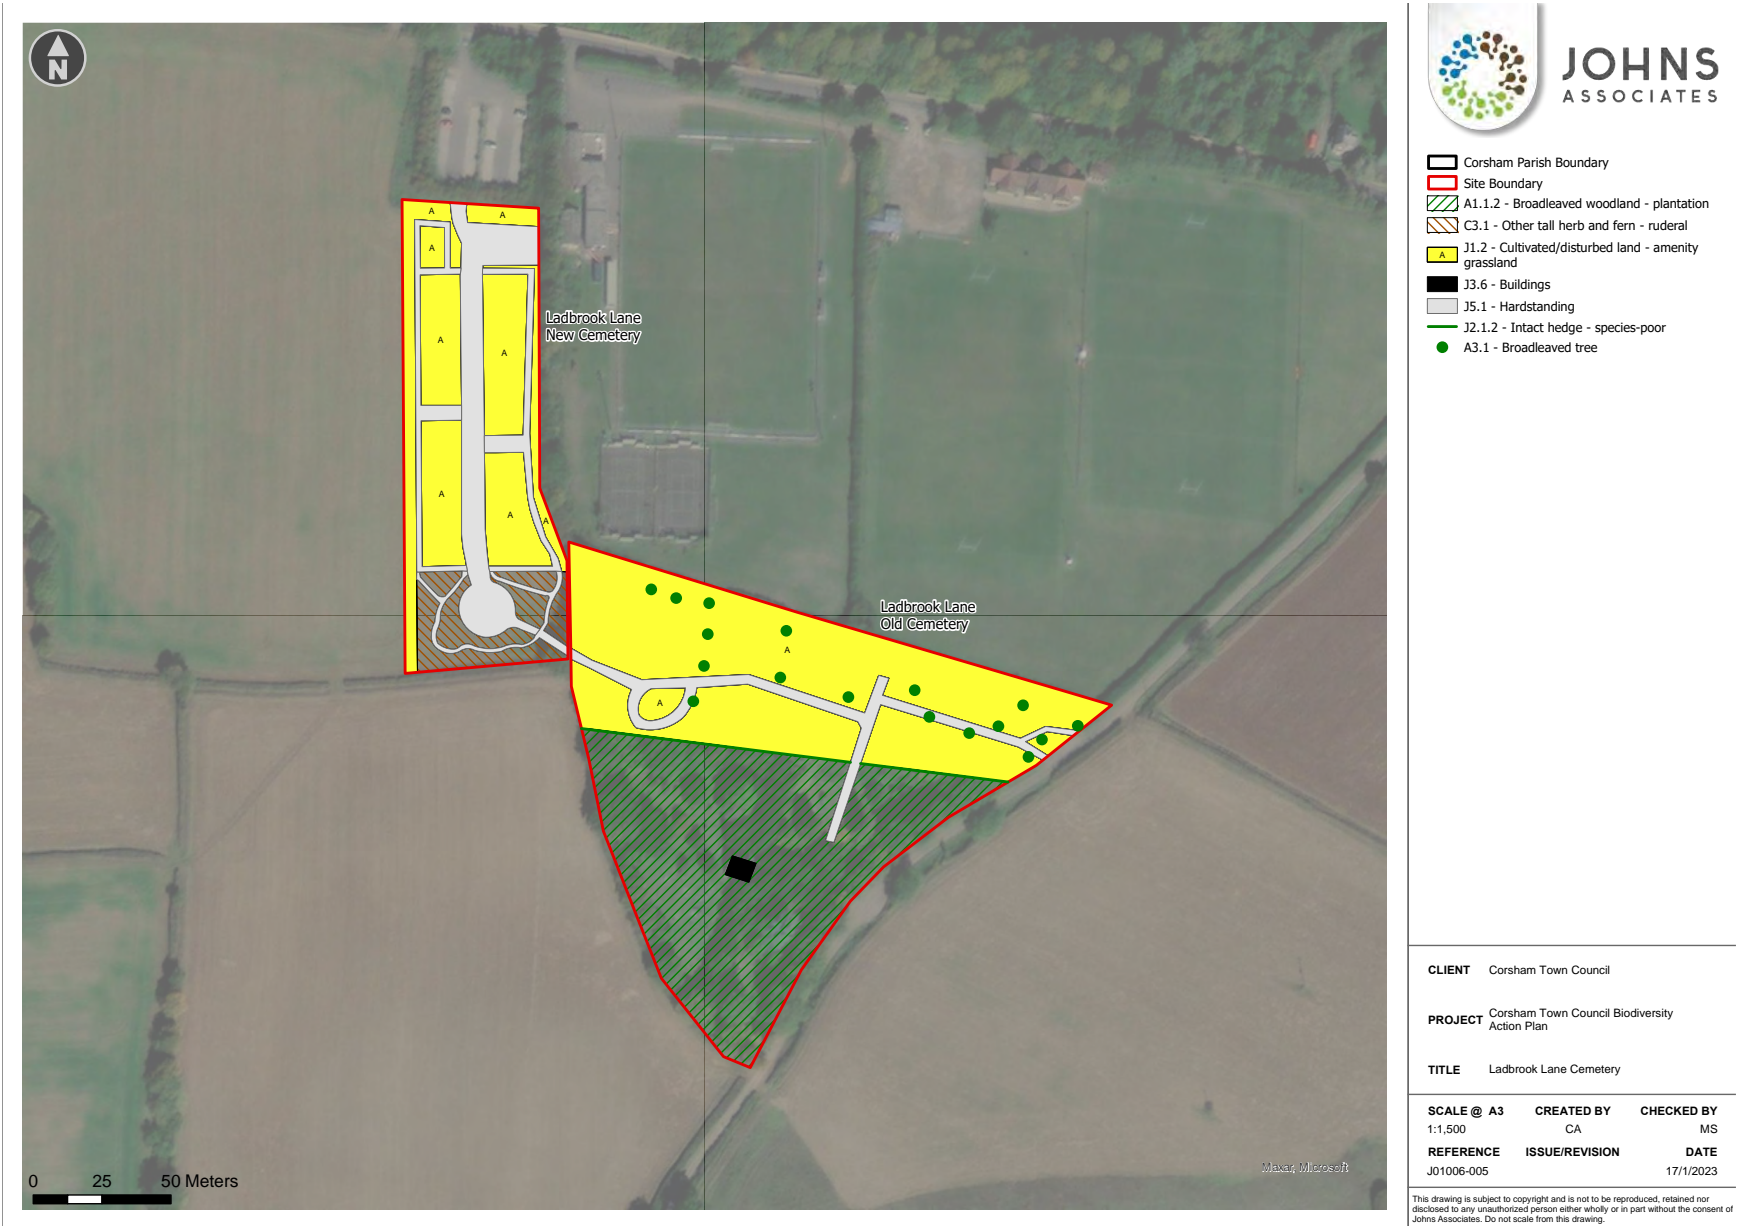 N
A
A
A
Ladbrook Lane
New Cemetery
A
A
A
A
A
Ladbrook Lane
Old Cemetery
A
A
0 25 50 Meters
Maxar, Microsoft
JOHNS
ASSOCIATES
Corsham Parish Boundary
Site Boundary
A1.1.2 - Broadleaved woodland - plantation
C3.1 - Other tall herb and fern - ruderal
A
J1.2 - Cultivated/disturbed land - amenity
grassland
J3.6 - Buildings
J5.1 - Hardstanding
J2.1.2 - Intact hedge - species-poor
A3.1 - Broadleaved tree
CLIENT Corsham Town Council
PROJECT Corsham Town Council Biodiversity
Action Plan
TITLE Ladbrook Lane Cemetery
SCALE @ A3 CREATED BY CHECKED BY
1:1,500 CA MS
REFERENCE ISSUE/REVISION DATE
J01006-005 17/1/2023
This drawing is subject to copyright and is not to be reproduced, retained nor
disclosed to any unauthorized person either wholly or in part without the consent of
Johns Associates. Do not scale from this drawing.